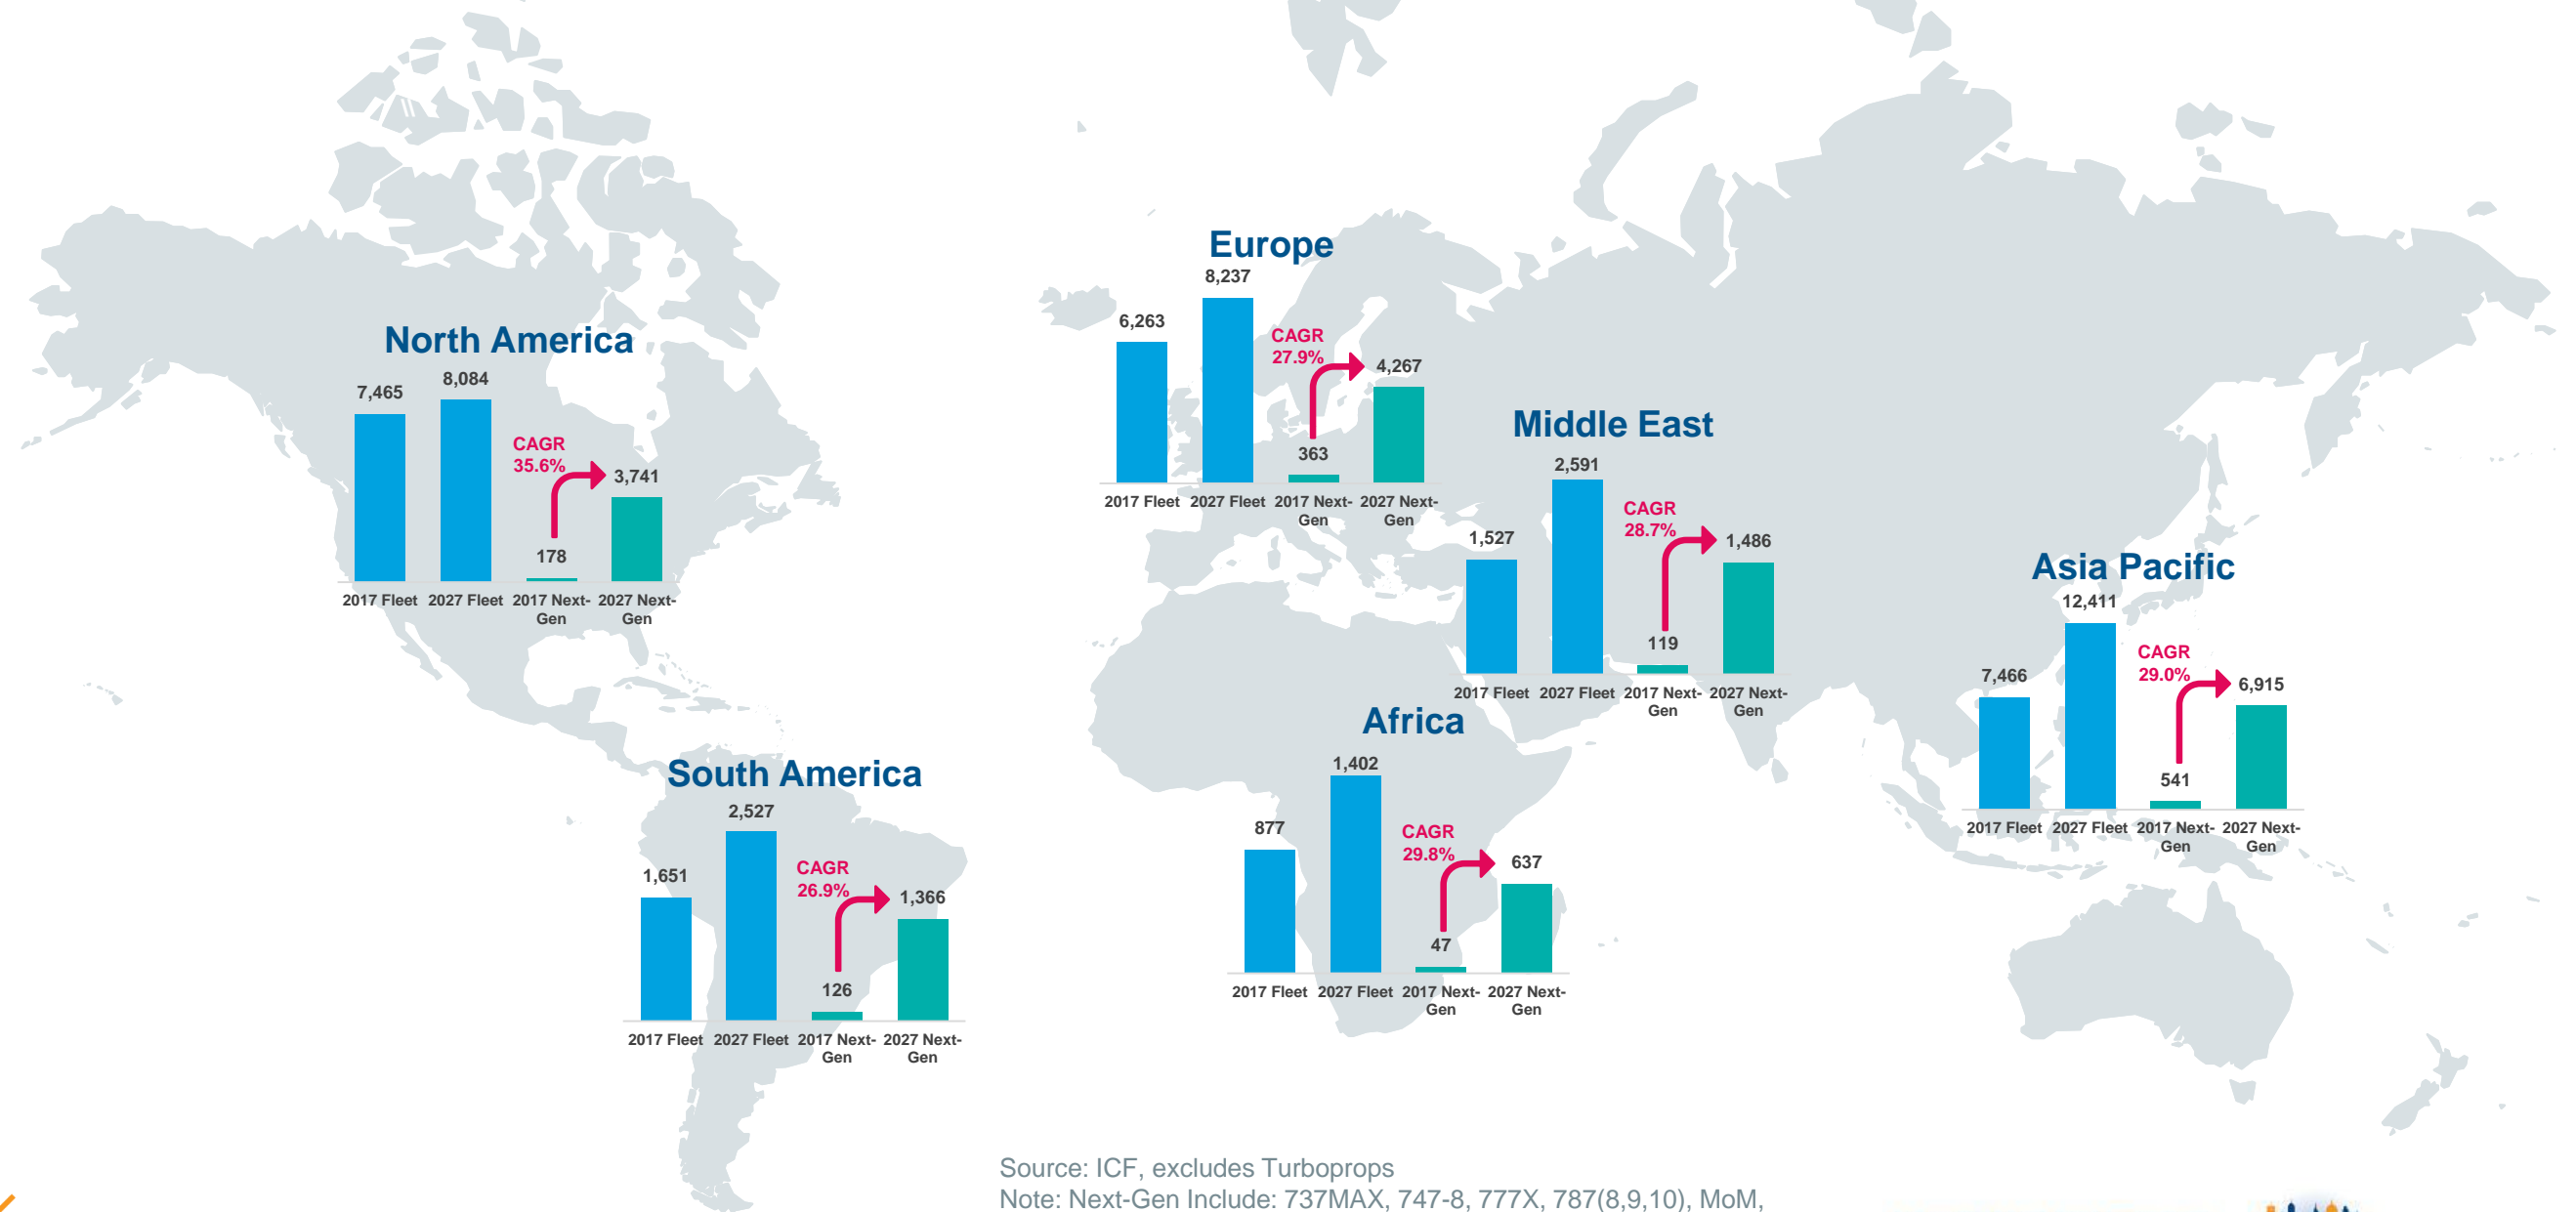 North America
7,465
8,084
CAGR
35.6%
3,741
178
2017 Fleet 2027 Fleet 2017 Next-Gen 2027 Next-Gen
Europe
6,263
8,237
CAGR
27.9%
4,267
363
2017 Fleet 2027 Fleet 2017 Next-Gen 2027 Next-Gen
Middle East
1,527
2,591
CAGR
28.7%
1,486
119
2017 Fleet 2027 Fleet 2017 Next-Gen 2027 Next-Gen
Asia Pacific
7,466
12,411
CAGR
29.0%
6,915
541
2017 Fleet 2027 Fleet 2017 Next-Gen 2027 Next-Gen
South America
1,651
2,527
CAGR
26.9%
1,366
126
2017 Fleet 2027 Fleet 2017 Next-Gen 2027 Next-Gen
Africa
877
1,402
CAGR
29.8%
637
47
2017 Fleet 2027 Fleet 2017 Next-Gen 2027 Next-Gen
Source: ICF, excludes Turboprops
Note: Next-Gen Include: 737MAX, 747-8, 777X, 787(8,9,10), MoM,